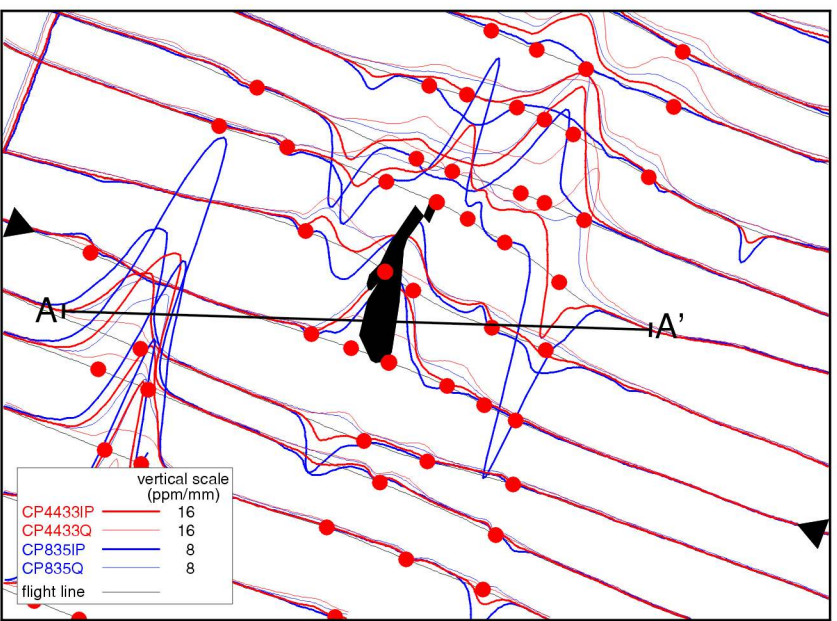 A
A'
vertical scale
(ppm/mm)
CP4433IP 16
CP4433Q 16
CP835IP 8
CP835Q 8
flight line